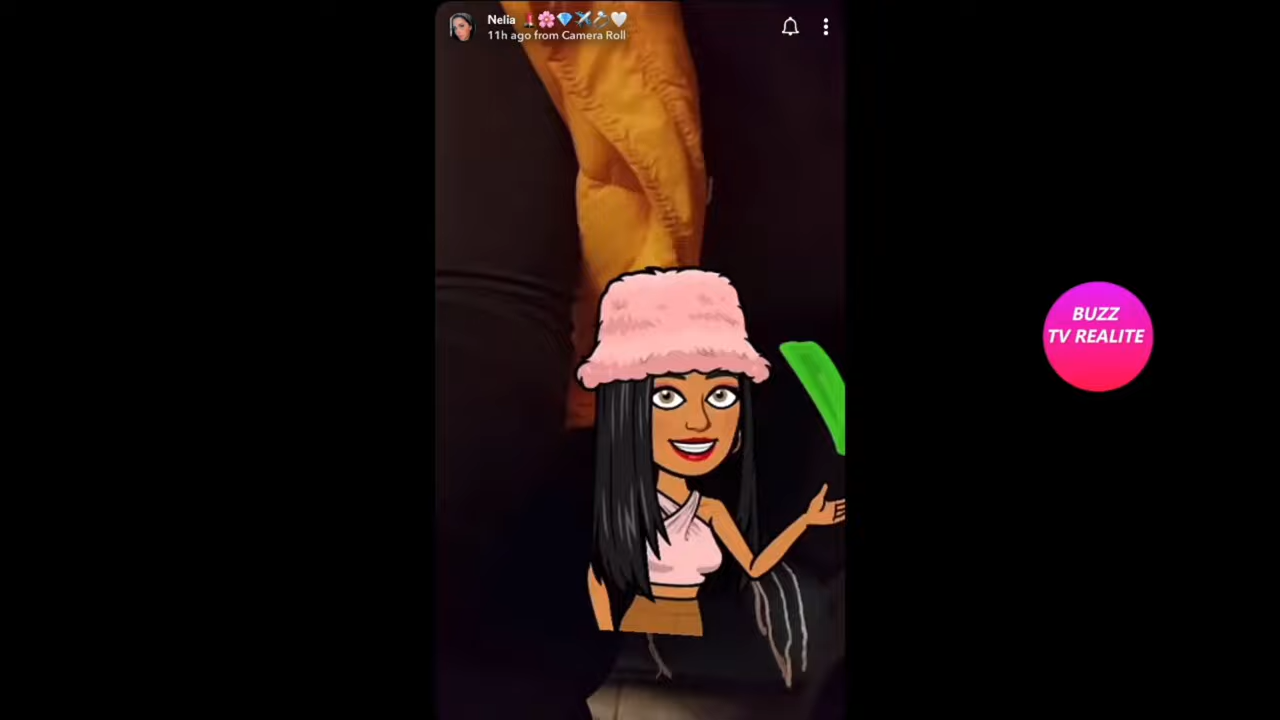 Nelia 💄🌸💎✈️💍🤍
11h ago from Camera Roll
BUZZ
TV REALITE